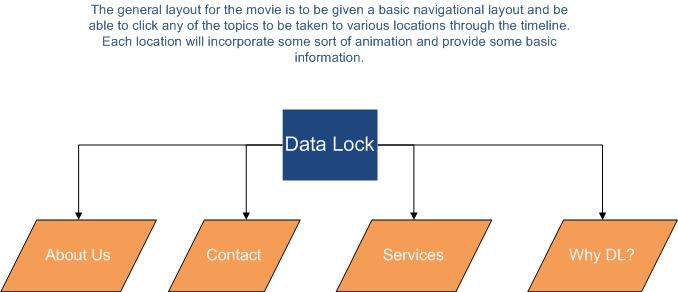 The general layout for the movie is to be given a basic navigational layout and be
able to click any of the topics to be taken to various locations through the timeline.
Each location will incorporate some sort of animation and provide some basic
information.
Data Lock
About Us
Contact
Services
Why DL?